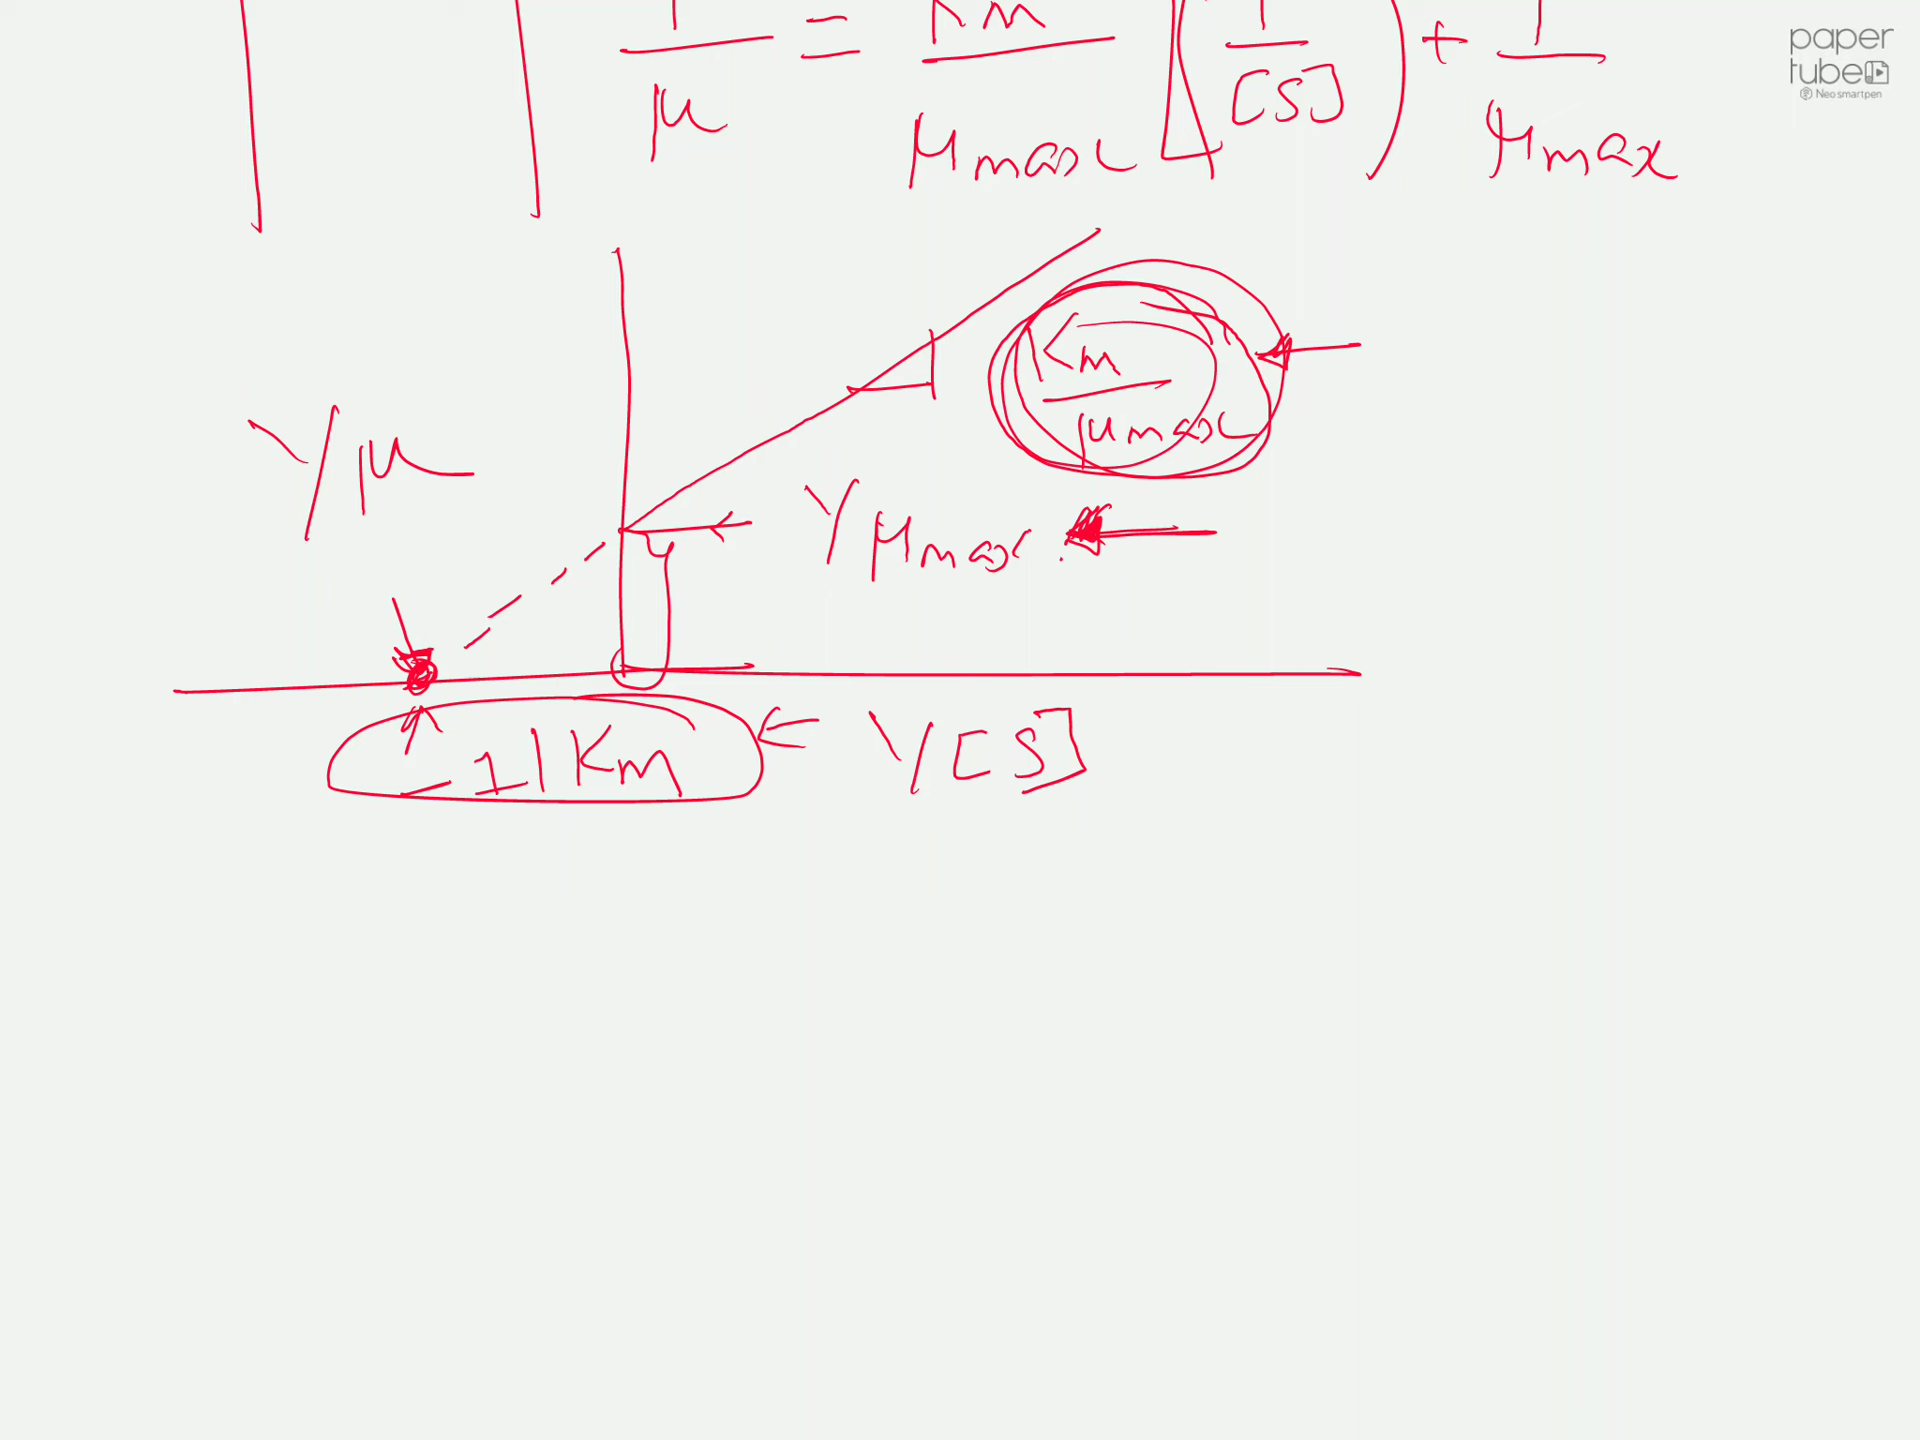 1/μ = Km/μmax (1/[S]) + 1/μmax
paper
tube
Neo smartpen
Km/μmax
1/μ
1/μmax
-1/Km
1/[S]